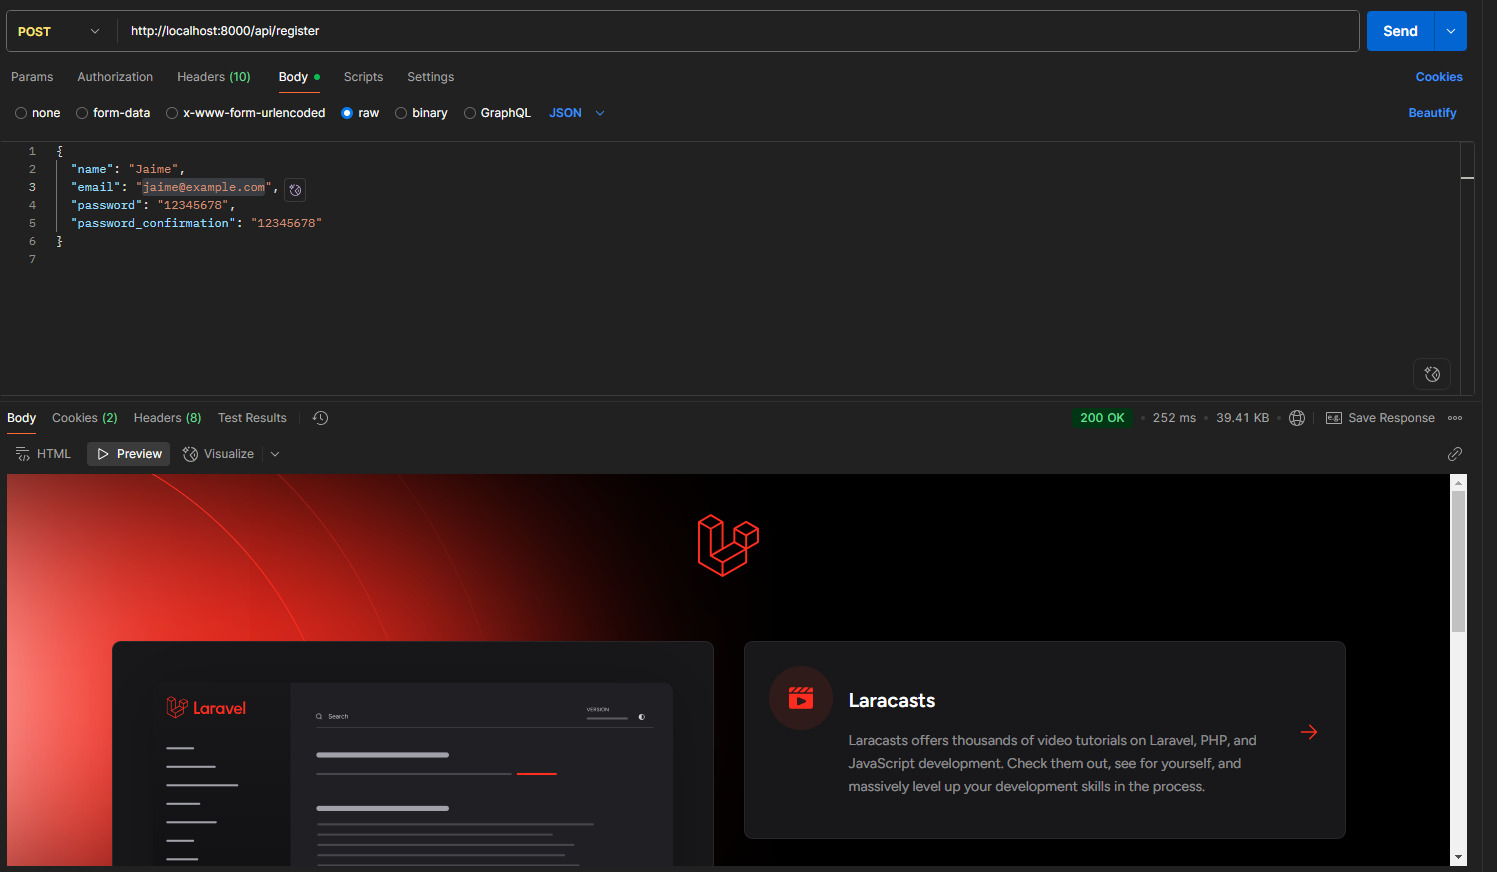 POST
http://localhost:8000/api/register
Send
Params Authorization Headers (10) Body Scripts Settings Cookies
none form-data x-www-form-urlencoded raw binary GraphQL JSON Beautify
1 {
2 "name": "Jaime",
3 "email": "jaime@example.com",
4 "password": "12345678",
5 "password_confirmation": "12345678"
6 }
7
Body Cookies (2) Headers (8) Test Results 200 OK • 252 ms • 39.41 KB • e.g. Save Response
HTML Preview Visualize
Laravel
Search
VERSION
Laracasts
Laracasts offers thousands of video tutorials on Laravel, PHP, and
JavaScript development. Check them out, see for yourself, and
massively level up your development skills in the process.